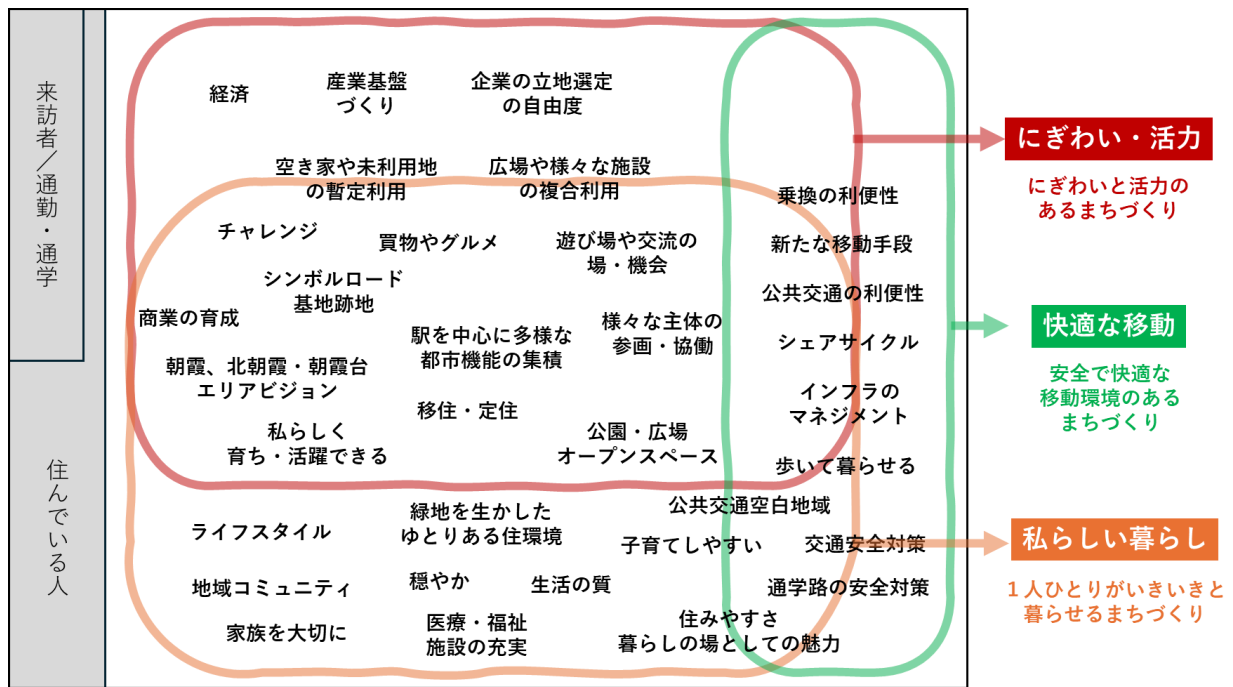 来訪者／通勤・通学
住んでいる人
経済
産業基盤
づくり
企業の立地選定
の自由度
空き家や未利用地
の暫定利用
広場や様々な施設
の複合利用
乗換の利便性
チャレンジ
買物やグルメ
遊び場や交流の
場・機会
新たな移動手段
シンボルロード
基地跡地
公共交通の利便性
商業の育成
駅を中心に多様な
都市機能の集積
様々な主体の
参画・協働
シェアサイクル
朝霞、北朝霞・朝霞台
エリアビジョン
移住・定住
インフラの
マネジメント
私らしく
育ち・活躍できる
公園・広場
オープンスペース
歩いて暮らせる
ライフスタイル
緑地を生かした
ゆとりある住環境
公共交通空白地域
子育てしやすい
交通安全対策
地域コミュニティ
穏やか
生活の質
通学路の安全対策
家族を大切に
医療・福祉
施設の充実
住みやすさ
暮らしの場としての魅力
にぎわい・活力
にぎわいと活力の
あるまちづくり
快適な移動
安全で快適な
移動環境のある
まちづくり
私らしい暮らし
１人ひとりがいきいきと
暮らせるまちづくり